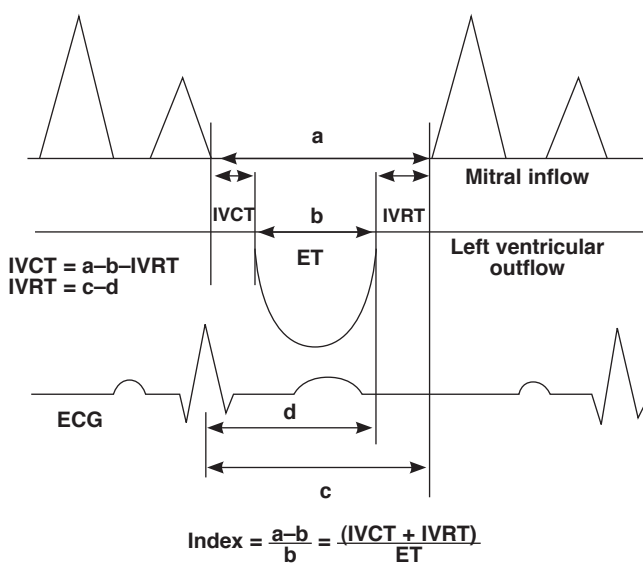 a
Mitral inflow
IVCT
b
IVRT
ET
Left ventricular
outflow
IVCT = a–b–IVRT
IVRT = c–d
ECG
d
c
Index = a–b / b = (IVCT + IVRT) / ET